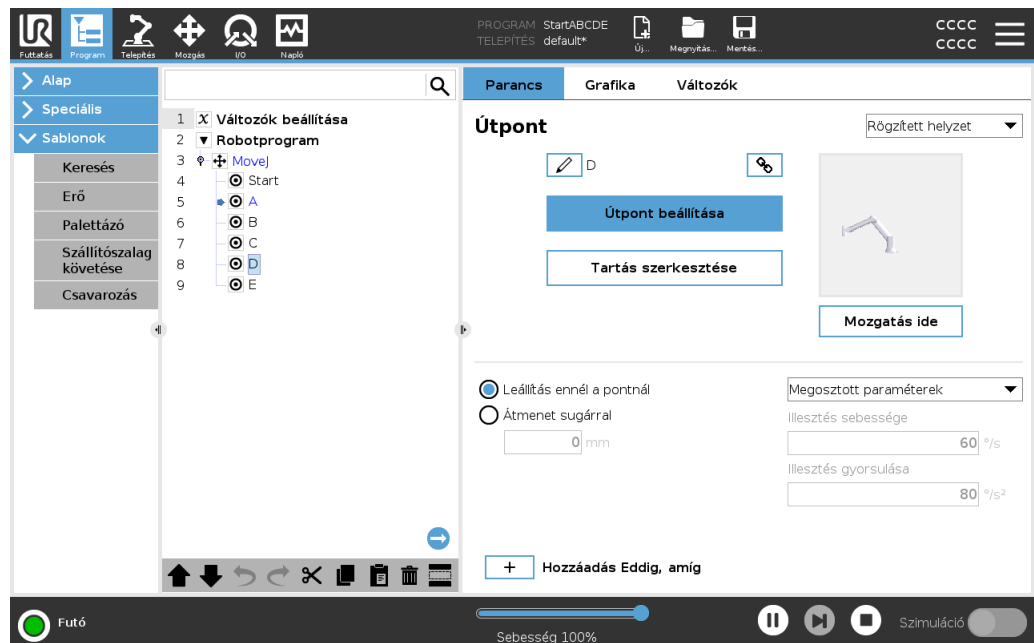 UR
PROGRAM StartABCDE
TELEPÍTÉS default*
CCCC
CCCC
Futtatás Program Telepítés Mozgás I/O Napló Új... Megnyitás... Mentés...
Alap
Speciális
Sablonok
Keresés
Erő
Palettázó
Szállítószalag
követése
Csavarozás
1 X Változók beállítása
2 Robotprogram
3 MoveJ
4 Start
5 A
6 B
7 C
8 D
9 E
Parancs Grafika Változók
Útpont
Rögzített helyzet
D
Útpont beállítása
Tartás szerkesztése
Mozgatás ide
Leállítás ennél a pontnál
Átmenet sugárral
0 mm
Megosztott paraméterek
Illesztés sebessége
60 °/s
Illesztés gyorsulása
80 °/s²
+ Hozzáadás Eddig, amíg
Futó
Sebesség 100%
Szimuláció